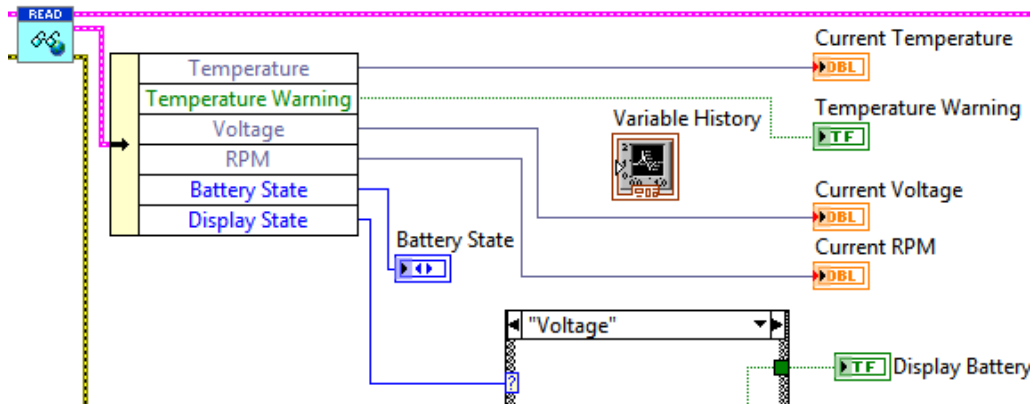 READ
Temperature
Temperature Warning
Voltage
RPM
Battery State
Display State
Current Temperature
DBL
Temperature Warning
TF
Variable History
Current Voltage
DBL
Current RPM
DBL
Battery State
"Voltage"
?
TF Display Battery